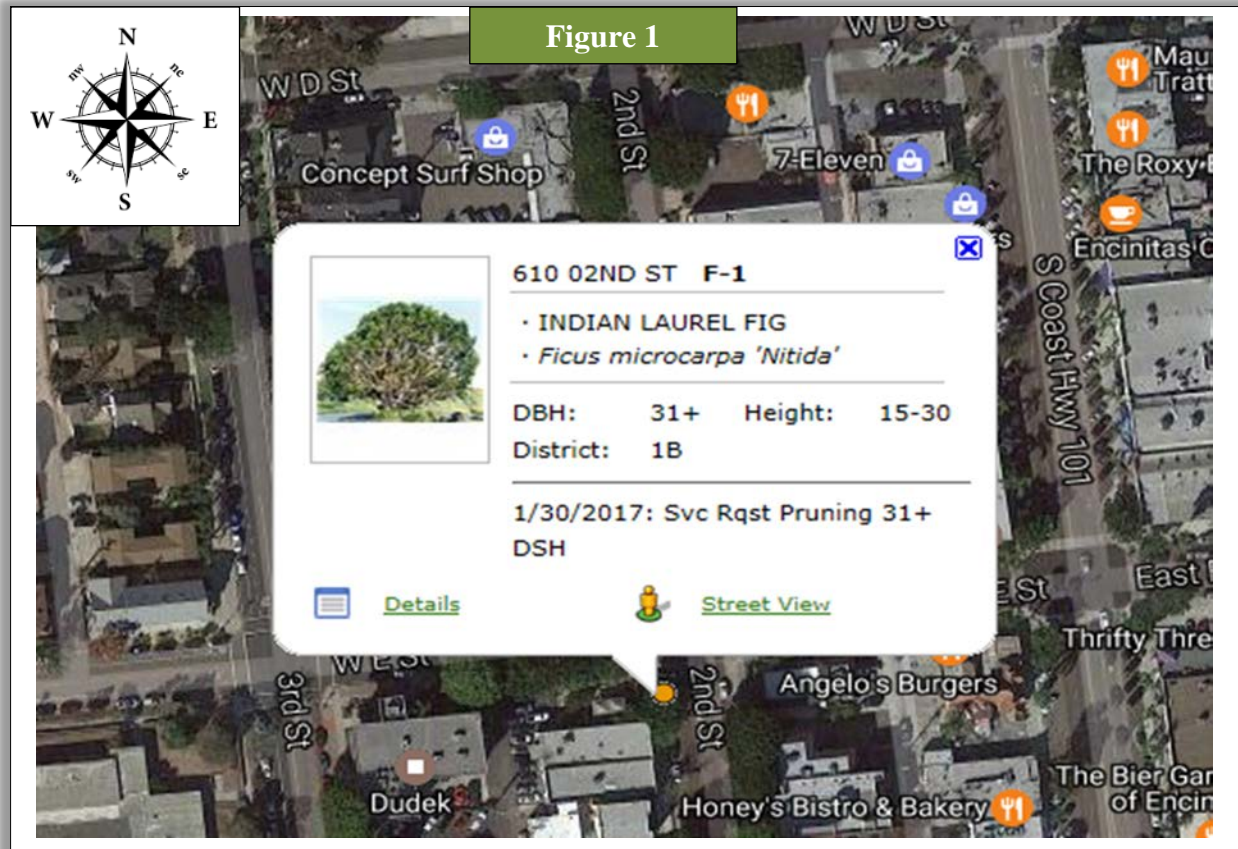 Figure 1
N
nw
ne
W
E
sw
se
S
W D St
W D St
2nd St
Concept Surf Shop
7-Eleven
The Roxy
Encinitas C
S Coast Hwy 101
610 02ND ST F-1
· INDIAN LAUREL FIG
· Ficus microcarpa 'Nitida'
DBH: 31+ Height: 15-30
District: 1B
1/30/2017: Svc Rqst Pruning 31+
DSH
Details
Street View
E St
East
Thrifty Thre
W E St
3rd St
2nd St
Angelo's Burgers
Dudek
Honey's Bistro & Bakery
The Bier Gar
of Encin